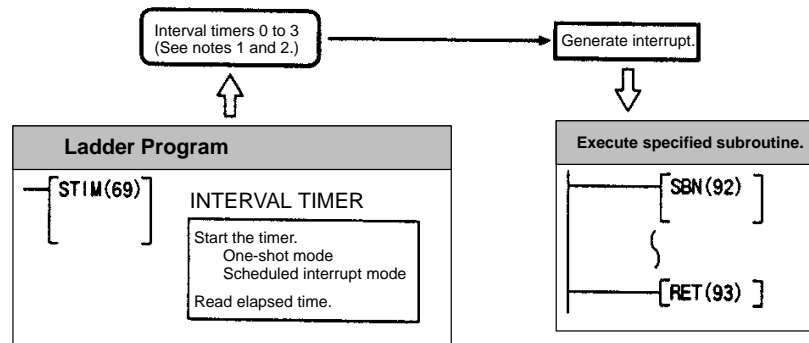 Interval timers 0 to 3
(See notes 1 and 2.)
Generate interrupt.
Ladder Program
STIM(69)
INTERVAL TIMER
Start the timer.
One-shot mode
Scheduled interrupt mode
Read elapsed time.
Execute specified subroutine.
SBN(92)
RET(93)